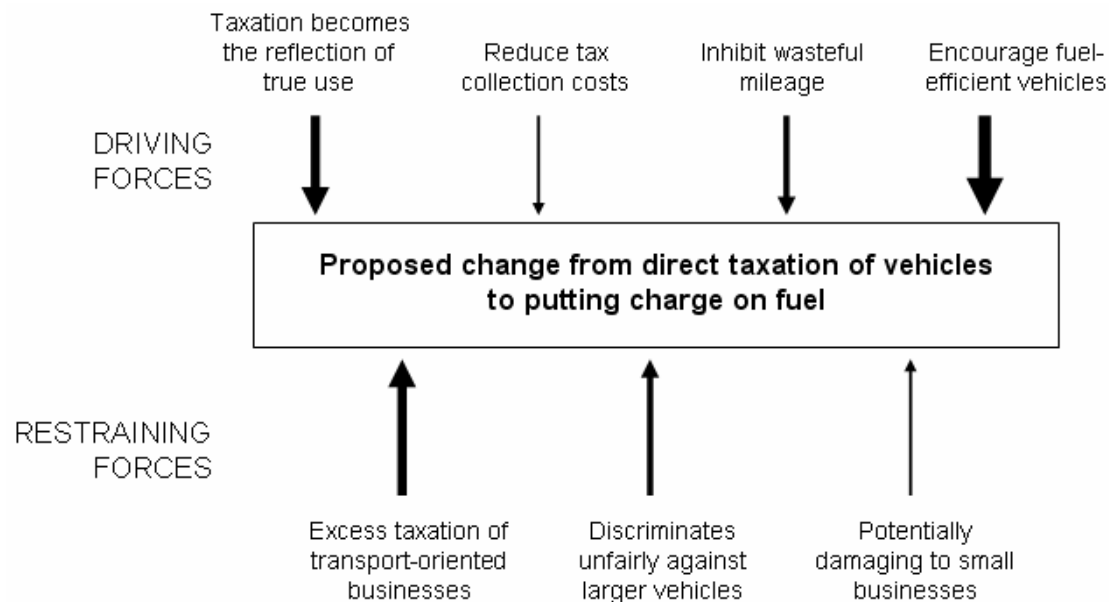 Taxation becomes
the reflection of
true use
Reduce tax
collection costs
Inhibit wasteful
mileage
Encourage fuel-
efficient vehicles
DRIVING
FORCES
Proposed change from direct taxation of vehicles
to putting charge on fuel
RESTRAINING
FORCES
Excess taxation of
transport-oriented
businesses
Discriminates
unfairly against
larger vehicles
Potentially
damaging to small
businesses